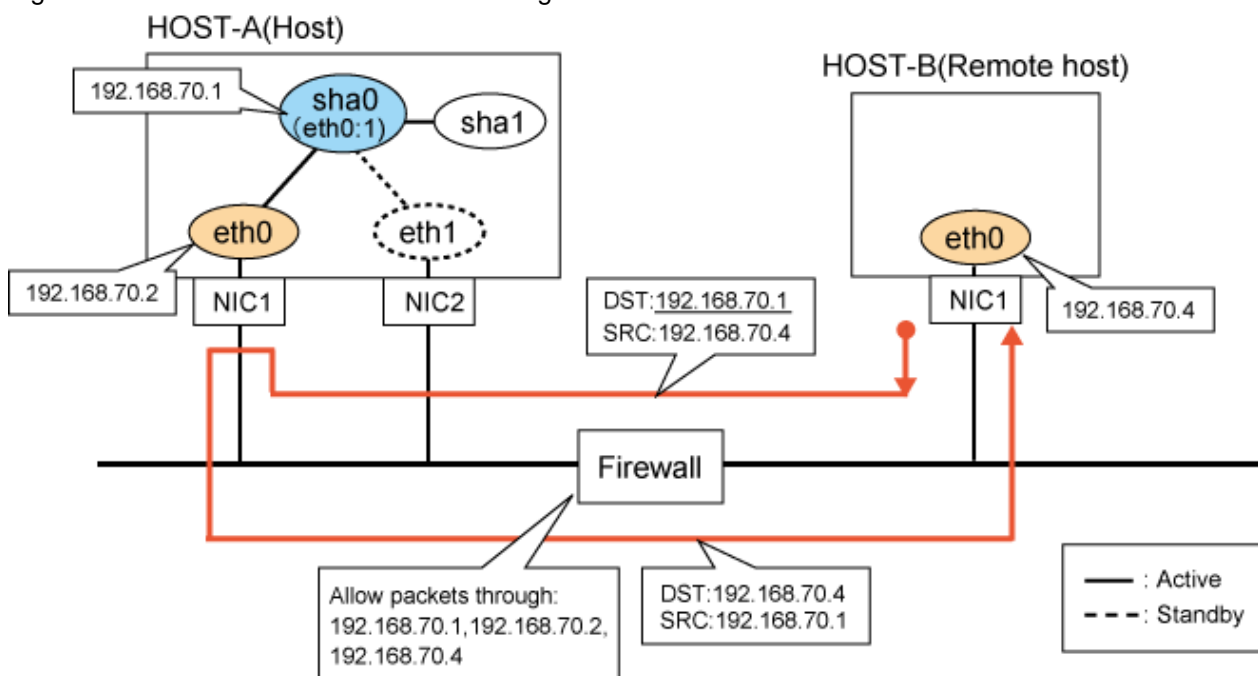 HOST-A(Host)
HOST-B(Remote host)
192.168.70.1
sha0
(eth0:1)
sha1
eth0
eth1
eth0
192.168.70.2
NIC1
NIC2
NIC1
192.168.70.4
DST:192.168.70.1
SRC:192.168.70.4
Firewall
Allow packets through:
192.168.70.1,192.168.70.2,
192.168.70.4
DST:192.168.70.4
SRC:192.168.70.1
: Active
: Standby